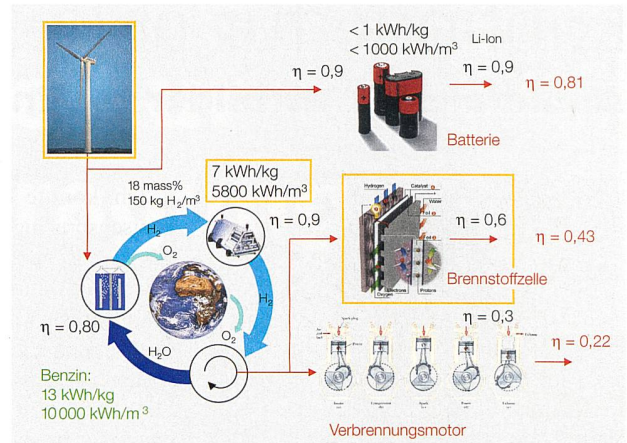 < 1 kWh/kg
< 1000 kWh/m³
Li-Ion
η = 0,9
η = 0,9
η = 0,81
Batterie
18 mass%
150 kg H₂/m³
7 kWh/kg
5800 kWh/m³
η = 0,9
H₂
O₂
H₂
O₂
H₂O
η = 0,80
Hydrogen
Catalyst
Water
Electrons
Protons
Oxygen
η = 0,6
η = 0,43
Brennstoffzelle
η = 0,3
η = 0,22
Verbrennungsmotor
Benzin:
13 kWh/kg
10 000 kWh/m³